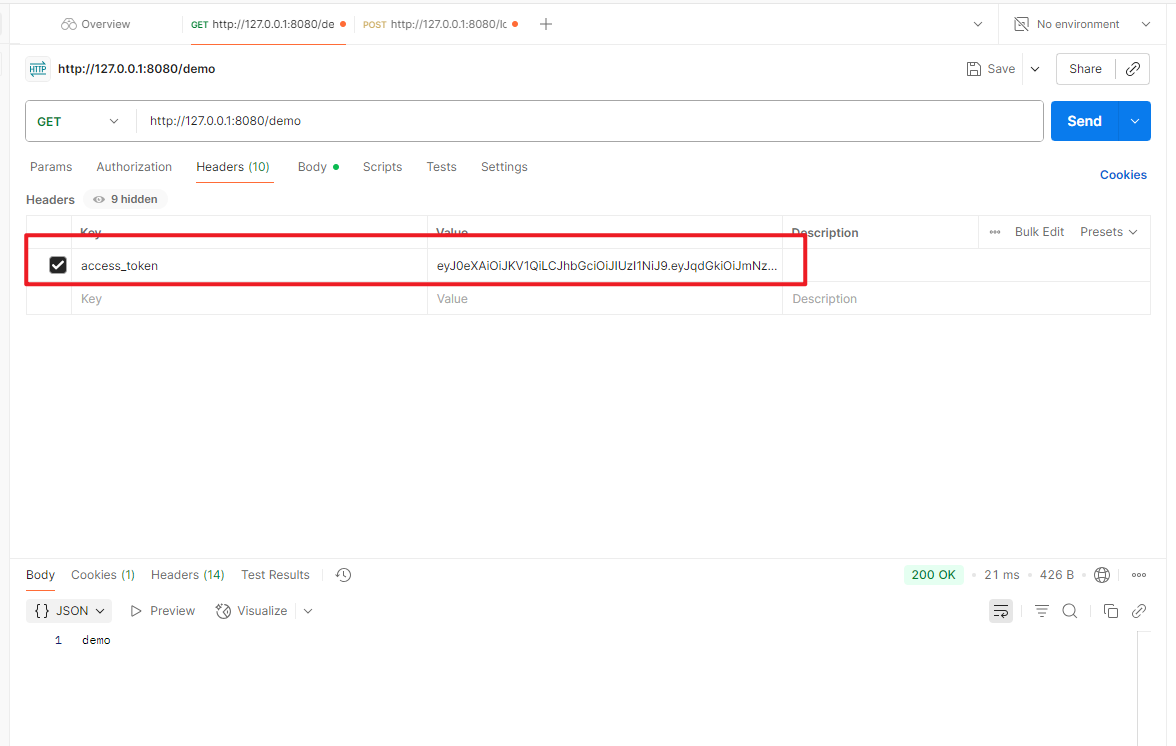 Overview GET http://127.0.0.1:8080/de POST http://127.0.0.1:8080/lc No environment
HTTP http://127.0.0.1:8080/demo Save Share
GET http://127.0.0.1:8080/demo Send
Params Authorization Headers (10) Body Scripts Tests Settings Cookies
Headers 9 hidden
Key Value Description Bulk Edit Presets
access_token eyJ0eXAiOiJKV1QiLCJhbGciOiJIUzI1NiJ9.eyJqdGkiOiJmNz...
Key Value Description
Body Cookies (1) Headers (14) Test Results 200 OK 21 ms 426 B
{} JSON Preview Visualize
1 demo